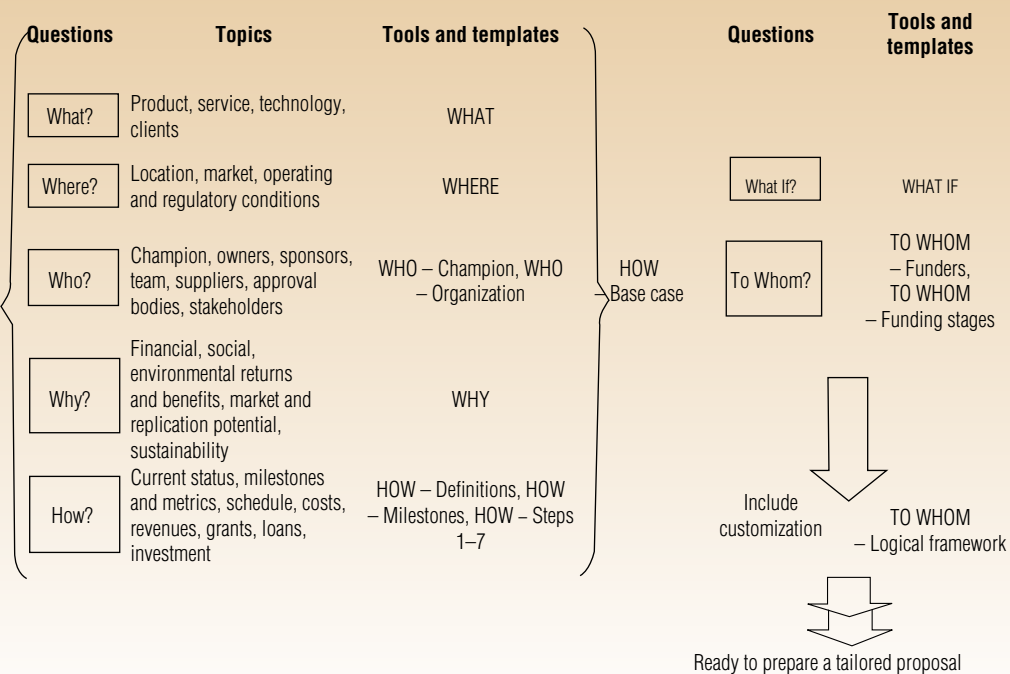 Questions
Topics
Tools and templates
What?
Product, service, technology,
clients
WHAT
Where?
Location, market, operating
and regulatory conditions
WHERE
Who?
Champion, owners, sponsors,
team, suppliers, approval
bodies, stakeholders
WHO – Champion, WHO
– Organization
Why?
Financial, social,
environmental returns
and benefits, market and
replication potential,
sustainability
WHY
How?
Current status, milestones
and metrics, schedule, costs,
revenues, grants, loans,
investment
HOW – Definitions, HOW
– Milestones, HOW – Steps
1–7
HOW
– Base case
Questions
Tools and
templates
What If?
WHAT IF
To Whom?
TO WHOM
– Funders,
TO WHOM
– Funding stages
Include
customization
TO WHOM
– Logical framework
Ready to prepare a tailored proposal